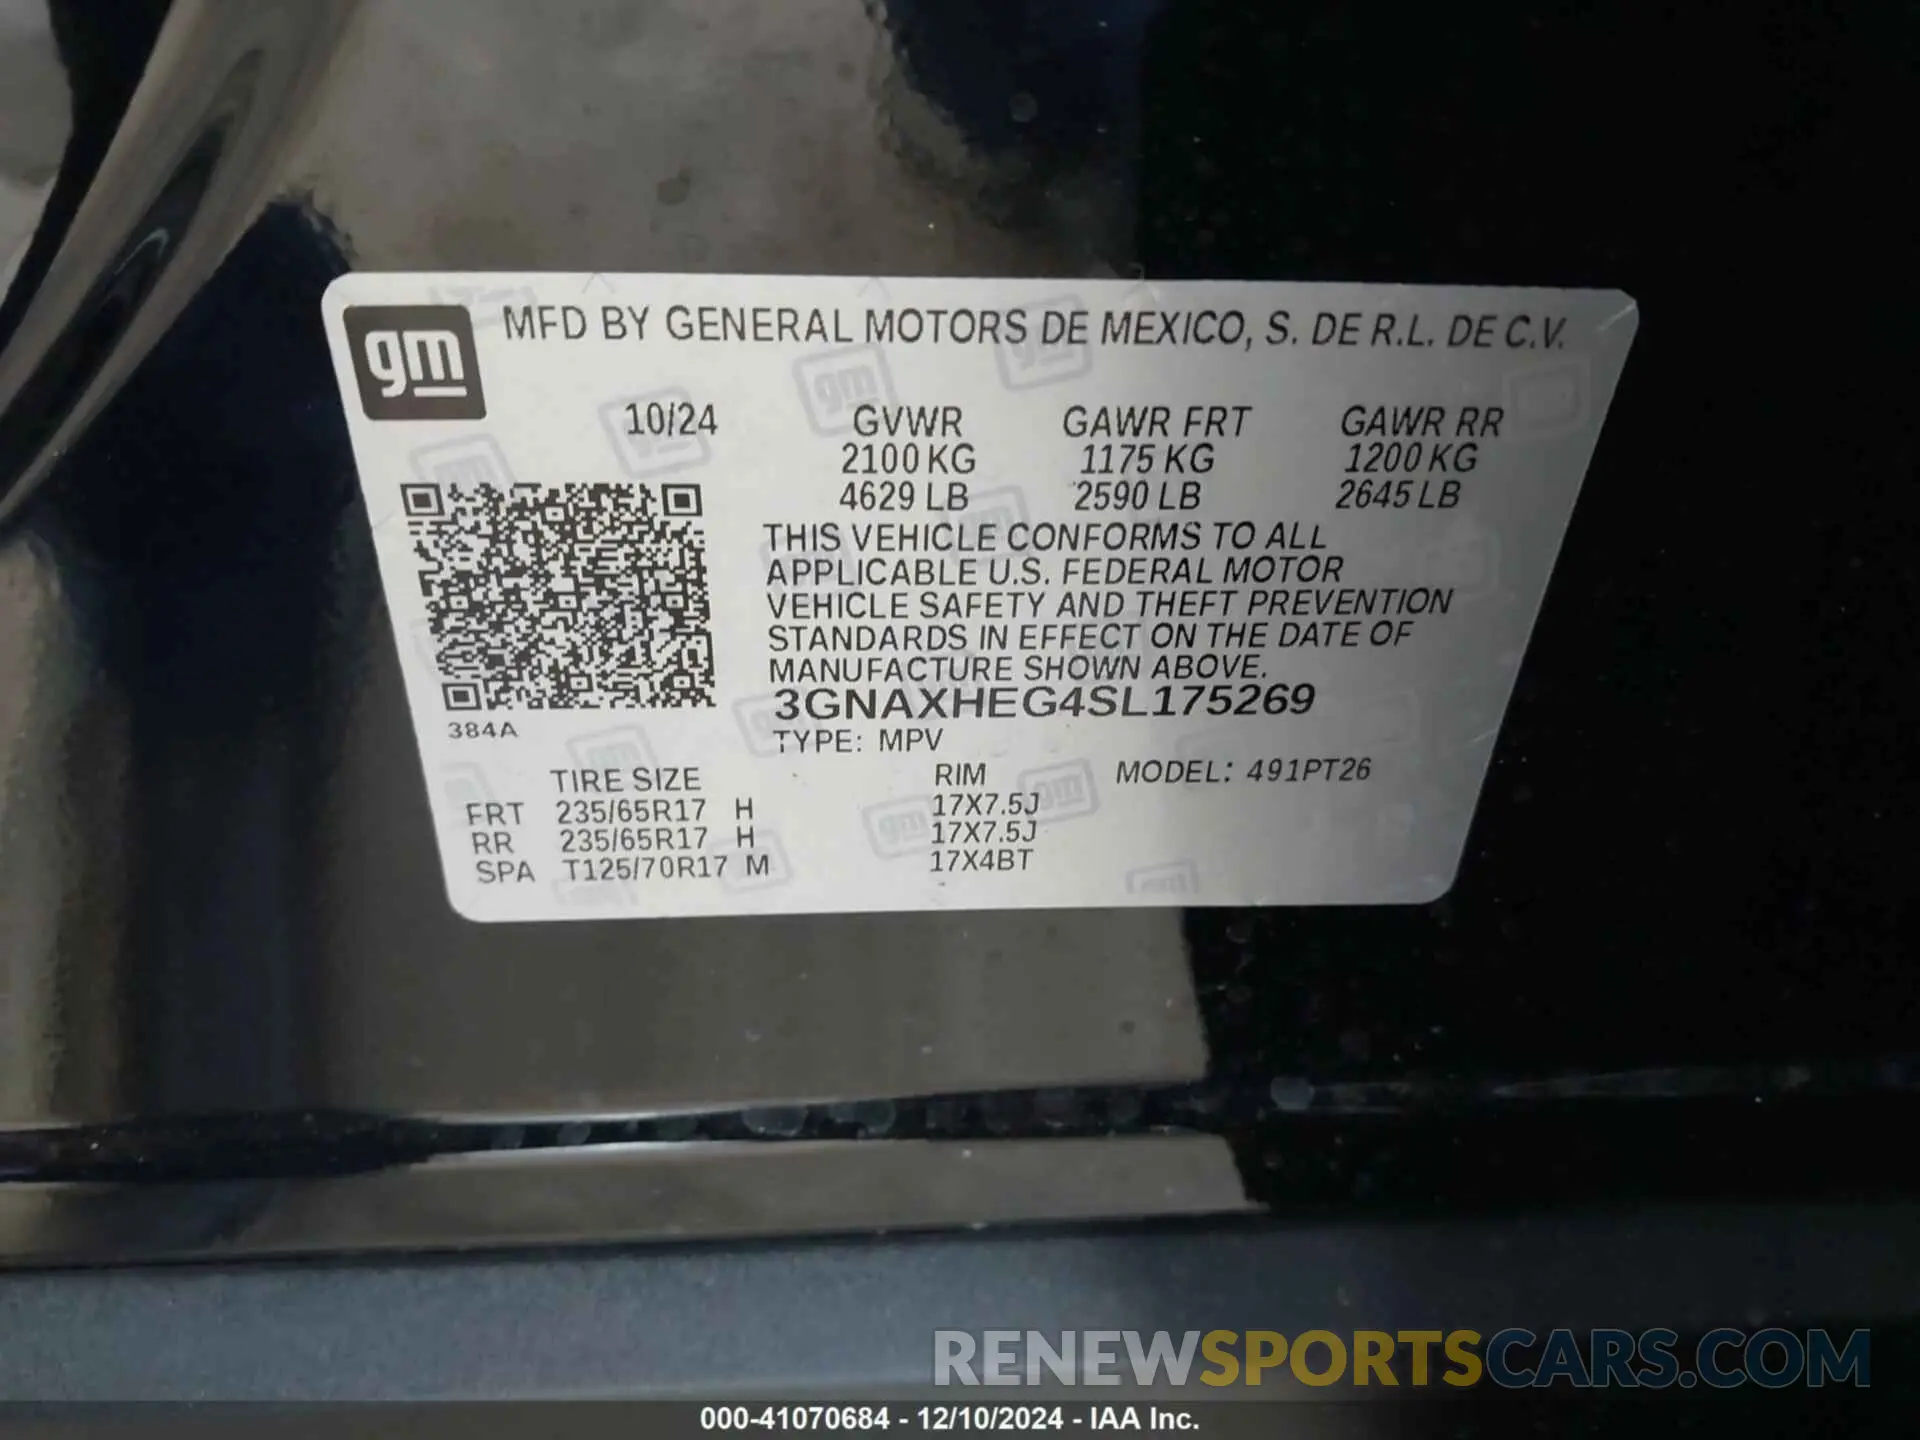 gm MFD BY GENERAL MOTORS DE MEXICO, S. DE R.L. DE C.V.
10/24 GVWR GAWR FRT GAWR RR
2100 KG 1175 KG 1200 KG
4629 LB 2590 LB 2645 LB
THIS VEHICLE CONFORMS TO ALL
APPLICABLE U.S. FEDERAL MOTOR
VEHICLE SAFETY AND THEFT PREVENTION
STANDARDS IN EFFECT ON THE DATE OF
MANUFACTURE SHOWN ABOVE.
3GNAXHEG4SL175269
384A
TYPE: MPV
TIRE SIZE RIM MODEL: 491PT26
FRT 235/65R17 H 17X7.5J
RR 235/65R17 H 17X7.5J
SPA T125/70R17 M 17X4BT
RENEWSPORTSCARS.COM
000-41070684 - 12/10/2024 - IAA Inc.